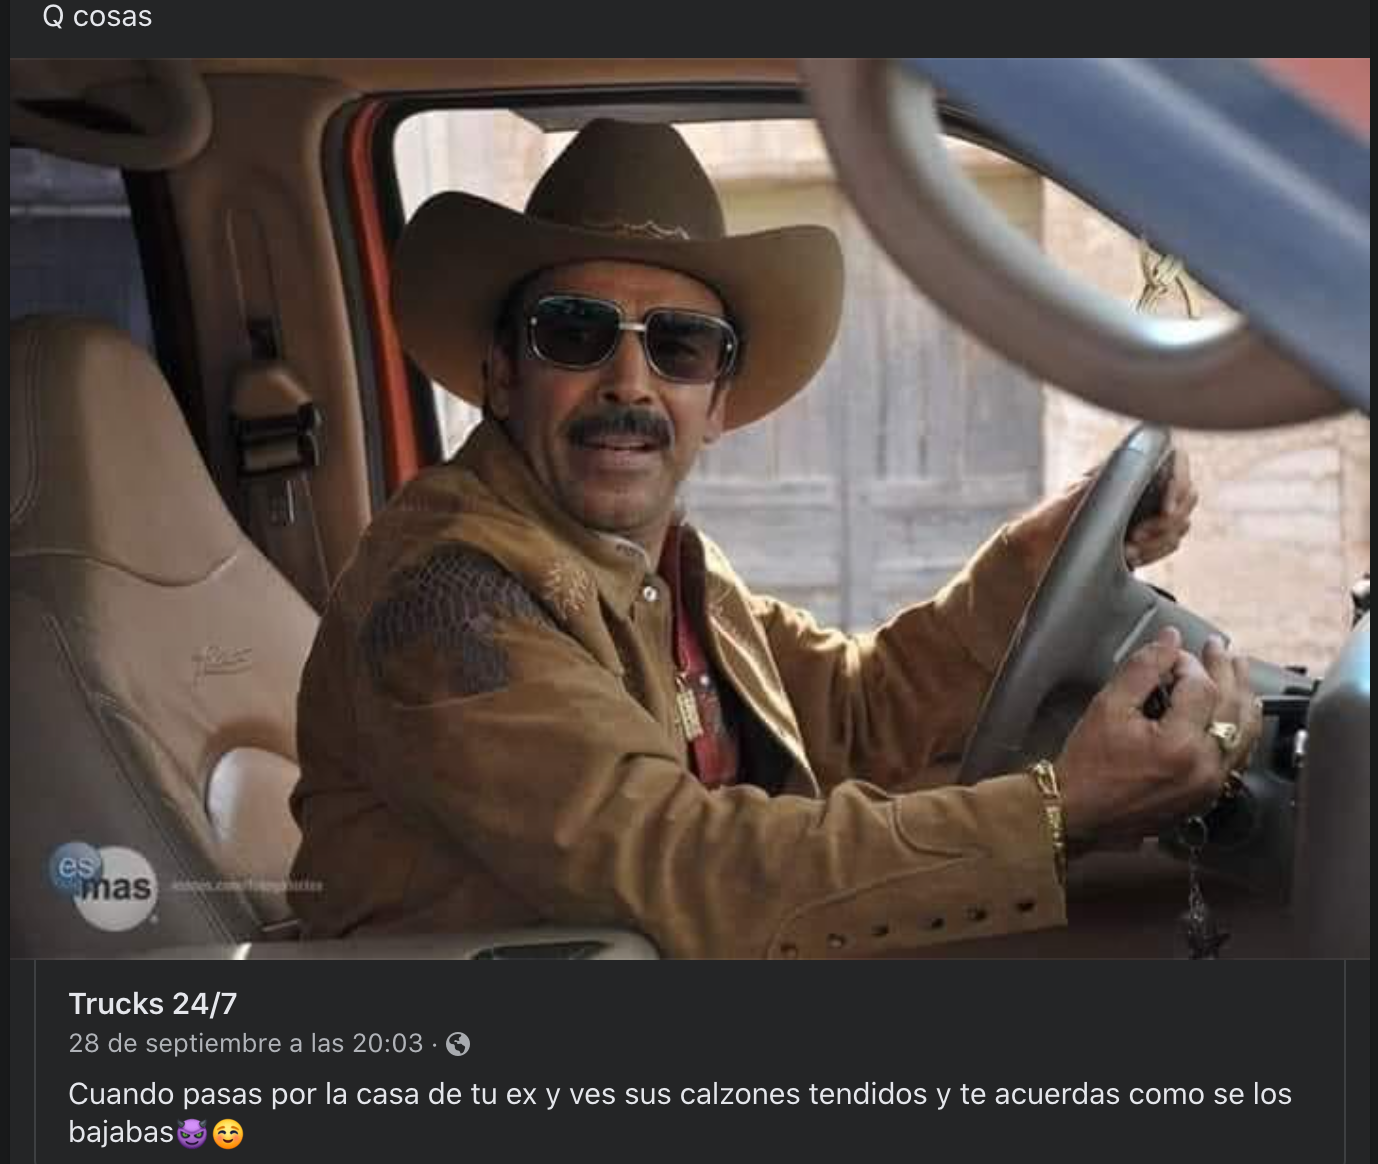 Q cosas
es
mas
Trucks 24/7
28 de septiembre a las 20:03 ·
Cuando pasas por la casa de tu ex y ves sus calzones tendidos y te acuerdas como se los
bajabas😈☺️